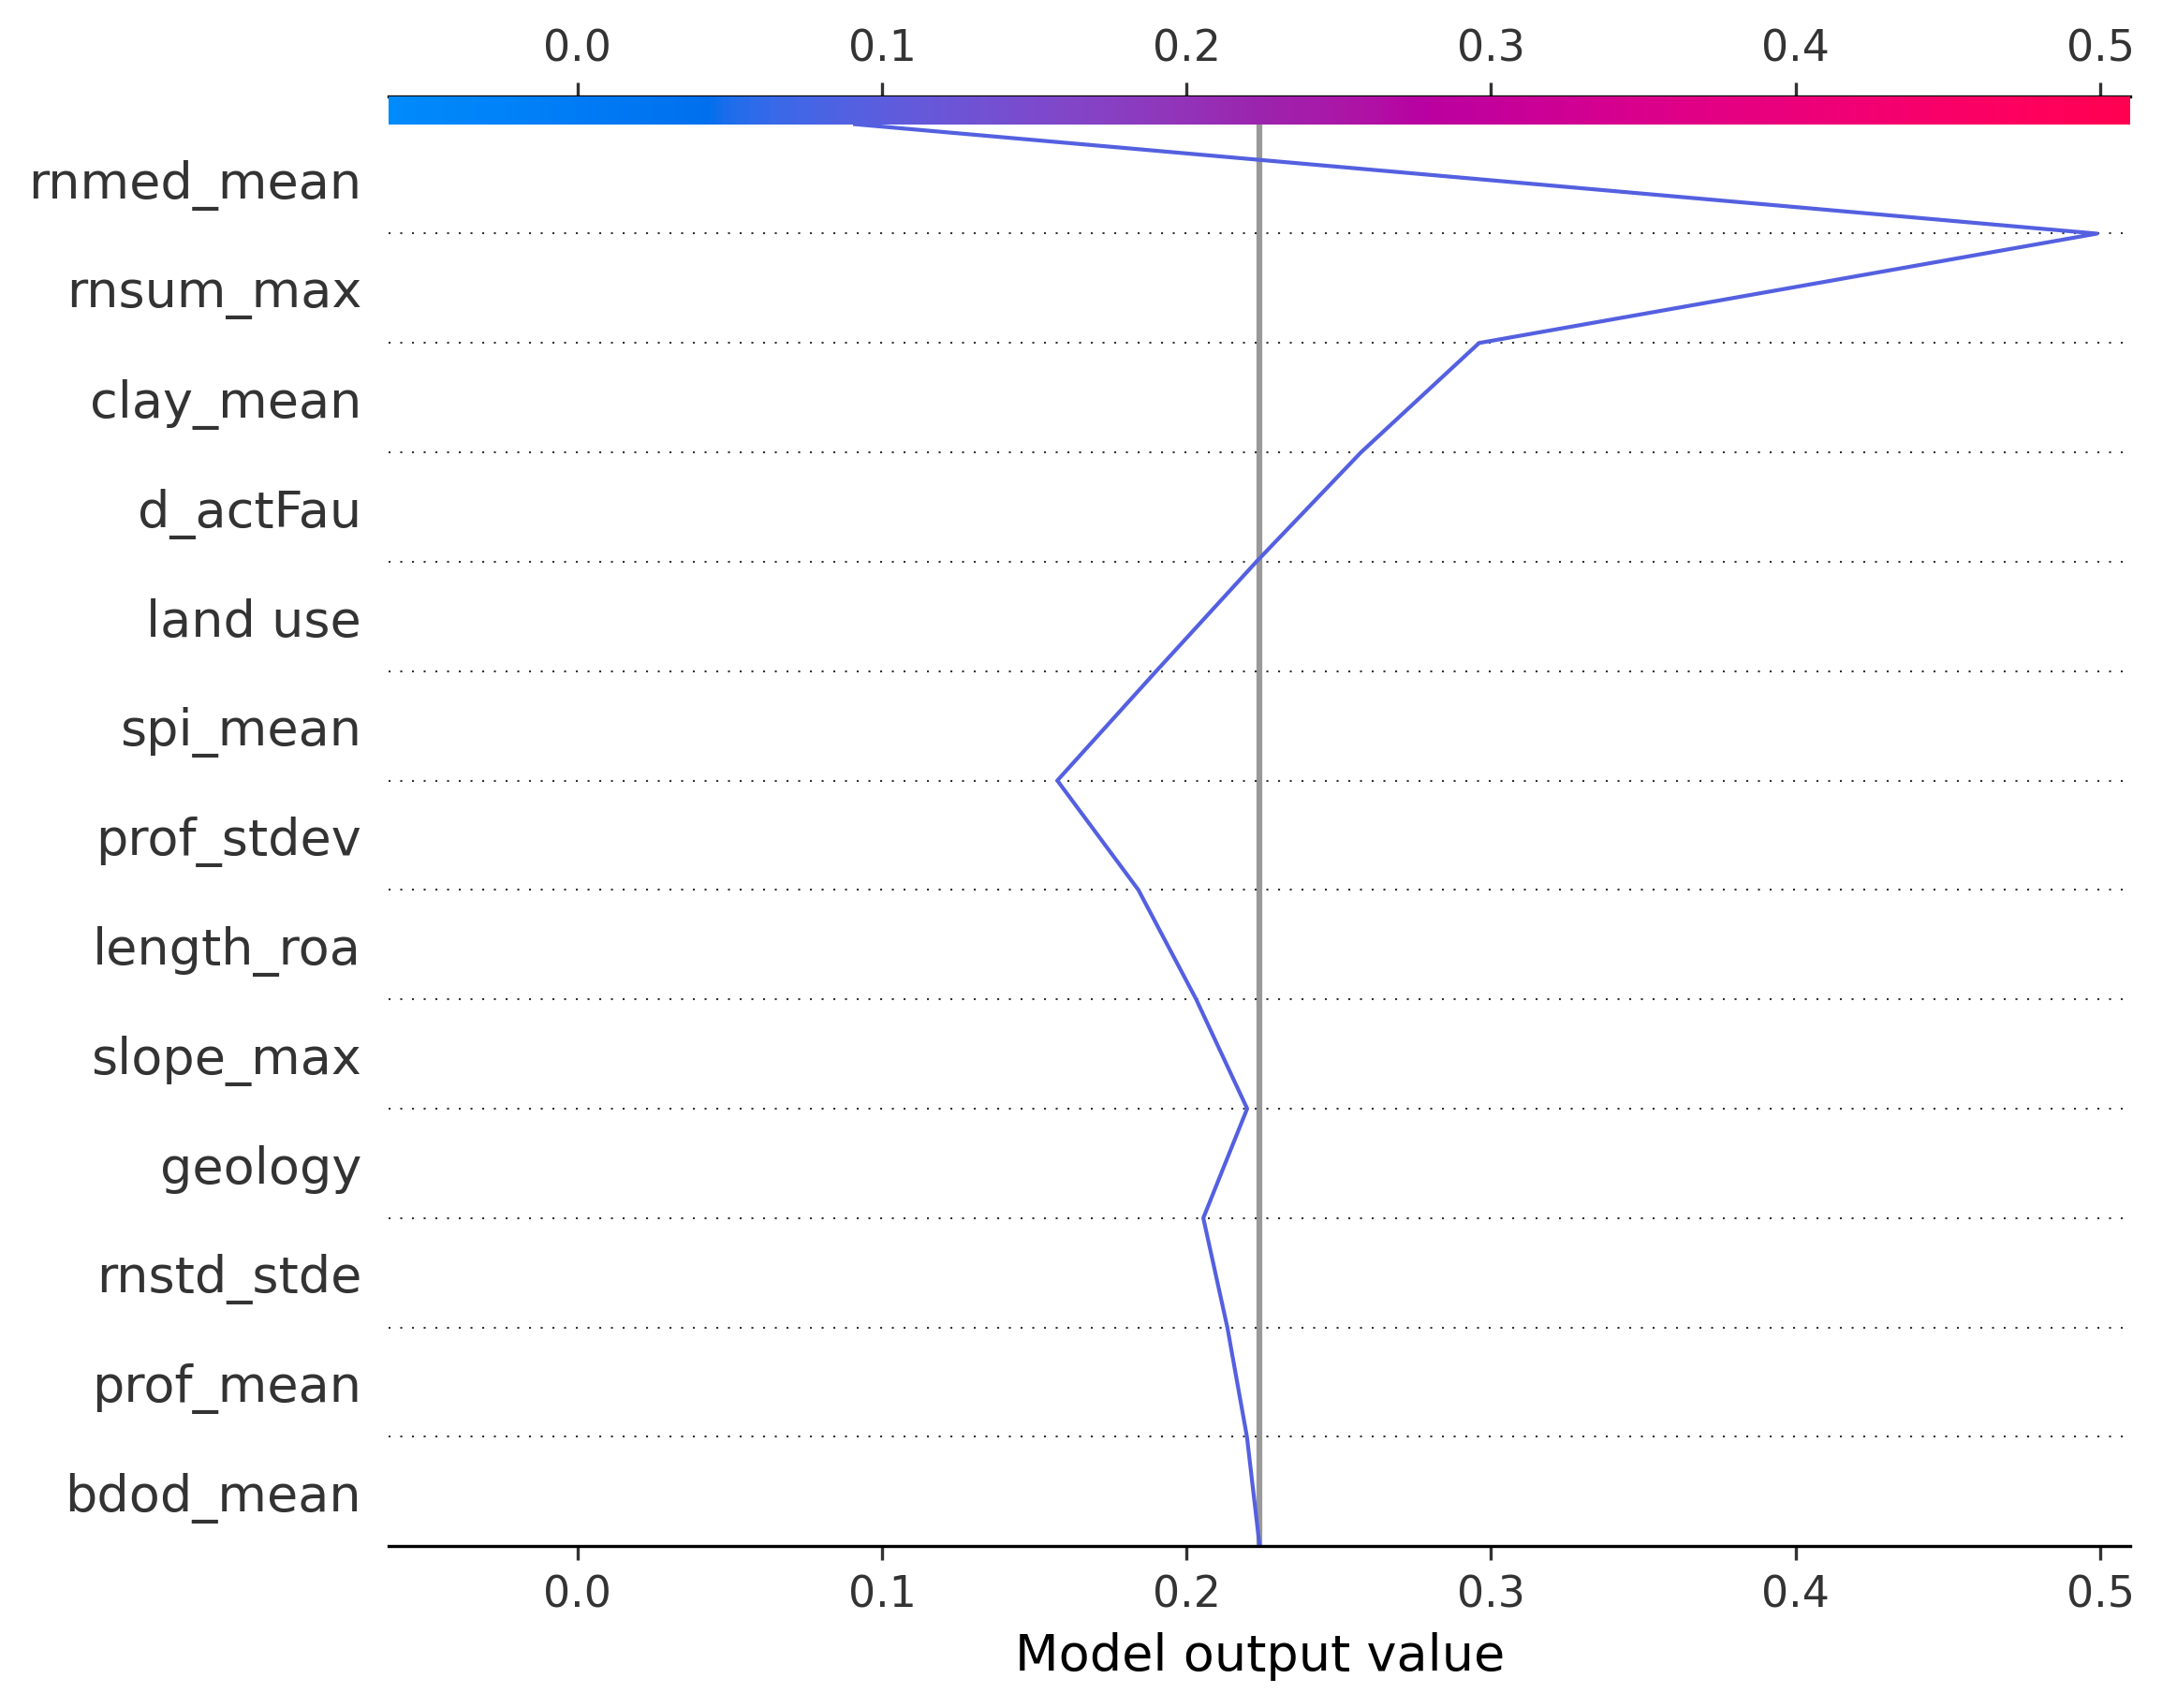 0.0 0.1 0.2 0.3 0.4 0.5
rnmed_mean
rnsum_max
clay_mean
d_actFau
land use
spi_mean
prof_stdev
length_roa
slope_max
geology
rnstd_stde
prof_mean
bdod_mean
0.0 0.1 0.2 0.3 0.4 0.5
Model output value